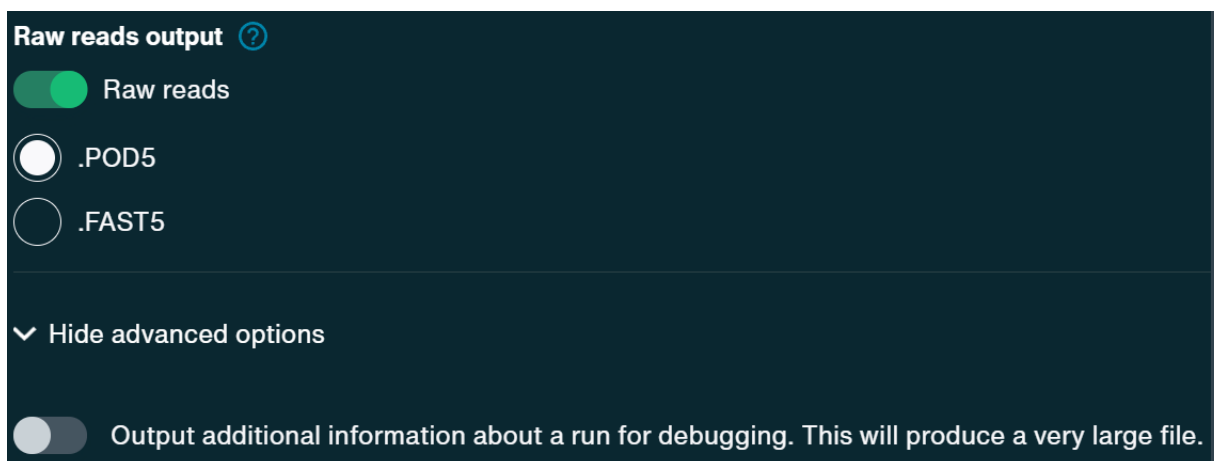 Raw reads output ?
Raw reads
.POD5
.FAST5
Hide advanced options
Output additional information about a run for debugging. This will produce a very large file.